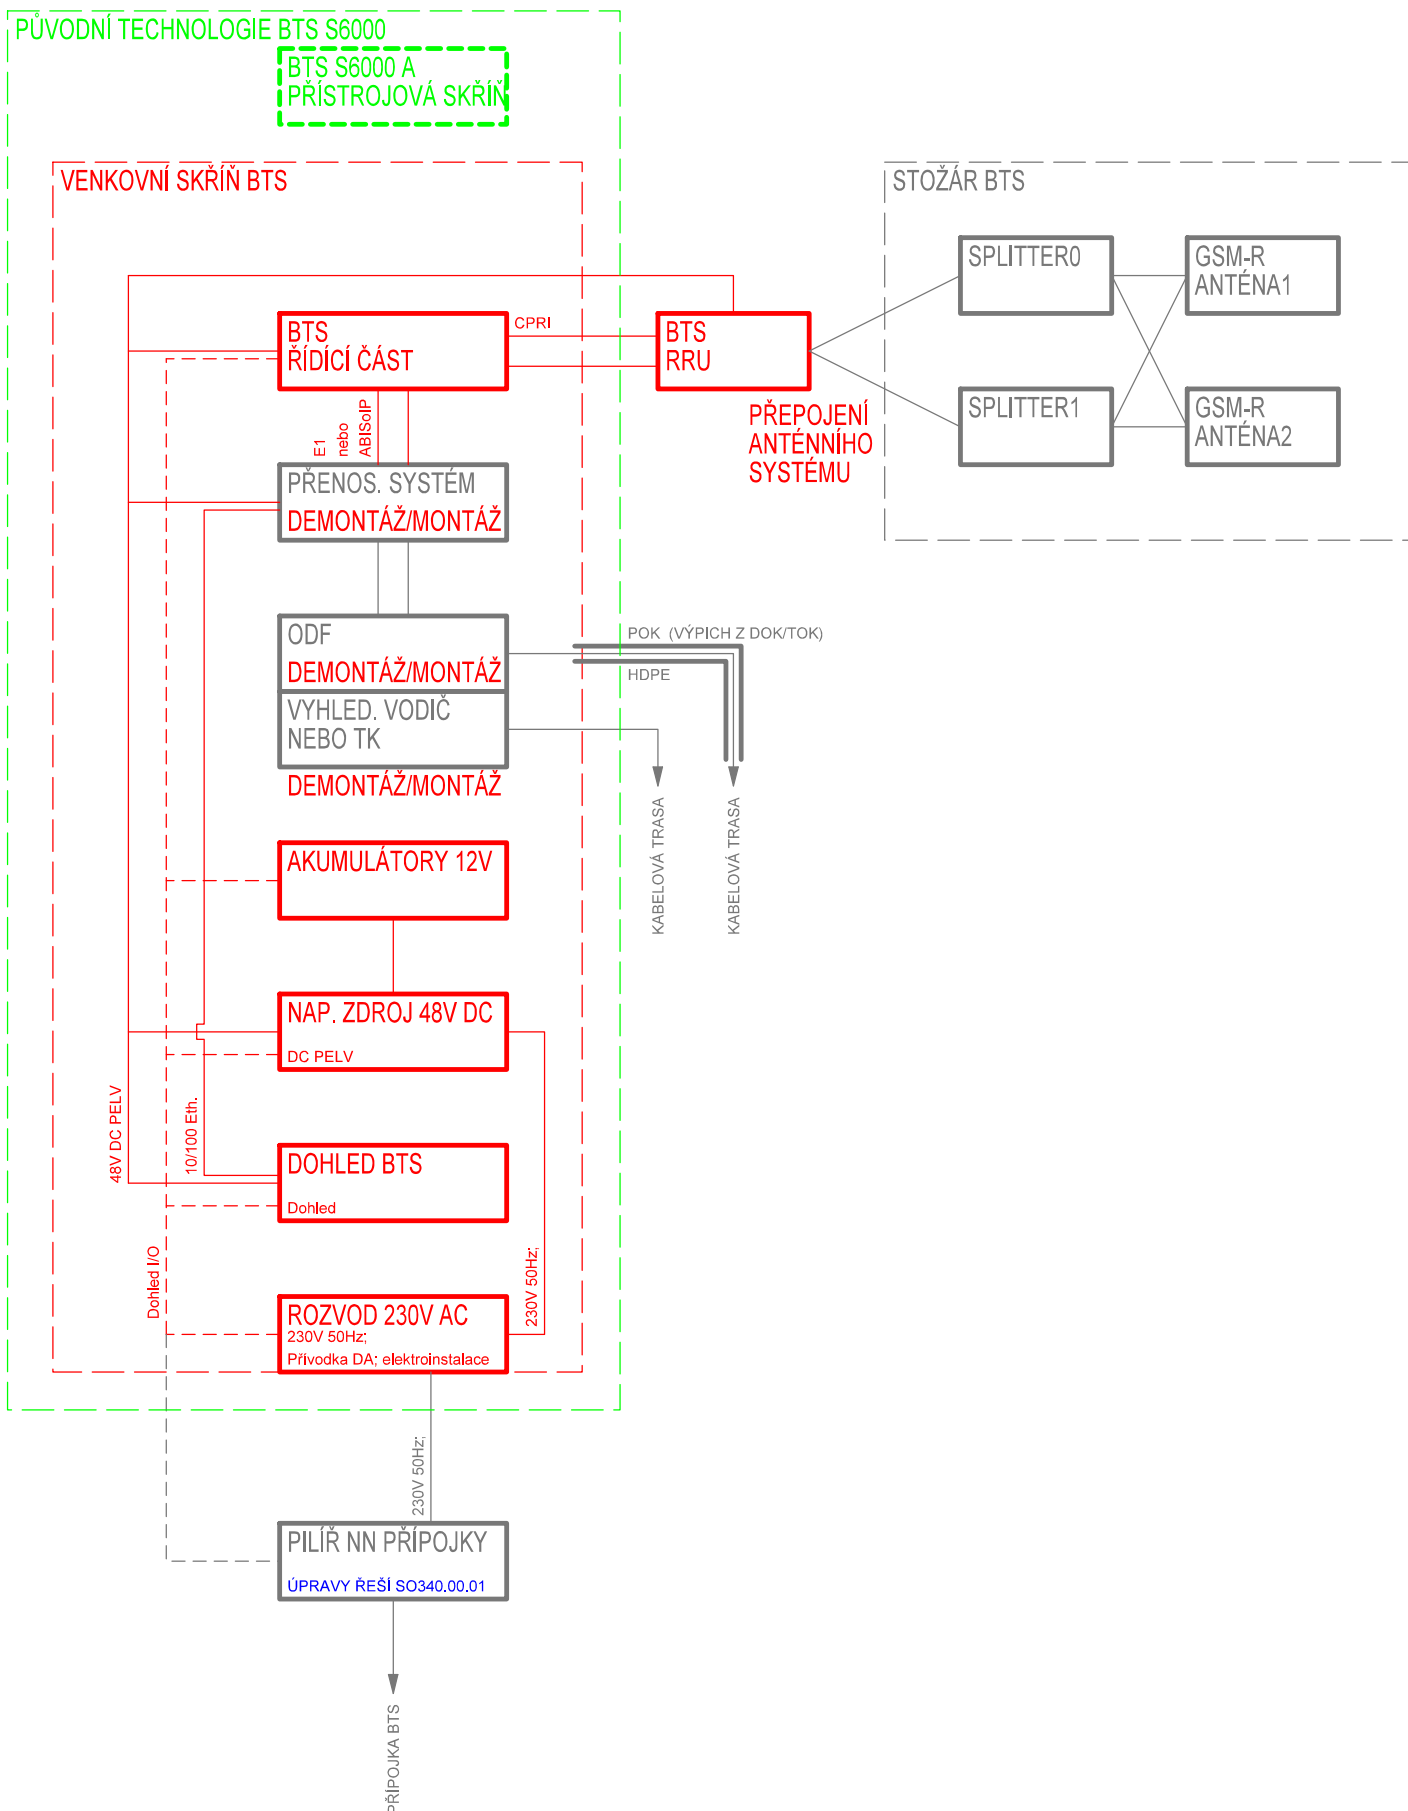 PŮVODNÍ TECHNOLOGIE BTS S6000
BTS S6000 A
PŘÍSTROJOVÁ SKŘÍŇ
VENKOVNÍ SKŘÍŇ BTS
STOŽÁR BTS
SPLITTER0
GSM-R
ANTÉNA1
BTS
ŘÍDÍCÍ ČÁST
CPRI
BTS
RRU
SPLITTER1
GSM-R
ANTÉNA2
PŘEPOJENÍ
ANTÉNNÍHO
SYSTÉMU
E1
nebo
ABISoIP
PŘENOS. SYSTÉM
DEMONTÁŽ/MONTÁŽ
ODF
DEMONTÁŽ/MONTÁŽ
POK (VÝPICH Z DOK/TOK)
HDPE
VYHLED. VODIČ
NEBO TK
DEMONTÁŽ/MONTÁŽ
KABELOVÁ TRASA
KABELOVÁ TRASA
AKUMULÁTORY 12V
NAP. ZDROJ 48V DC
DC PELV
48V DC PELV
10/100 Eth.
DOHLED BTS
Dohled
Dohled I/O
230V 50Hz;
ROZVOD 230V AC
230V 50Hz;
Přívodka DA; elektroinstalace
230V 50Hz;
PILÍŘ NN PŘÍPOJKY
ÚPRAVY ŘEŠÍ SO340.00.01
PŘÍPOJKA BTS